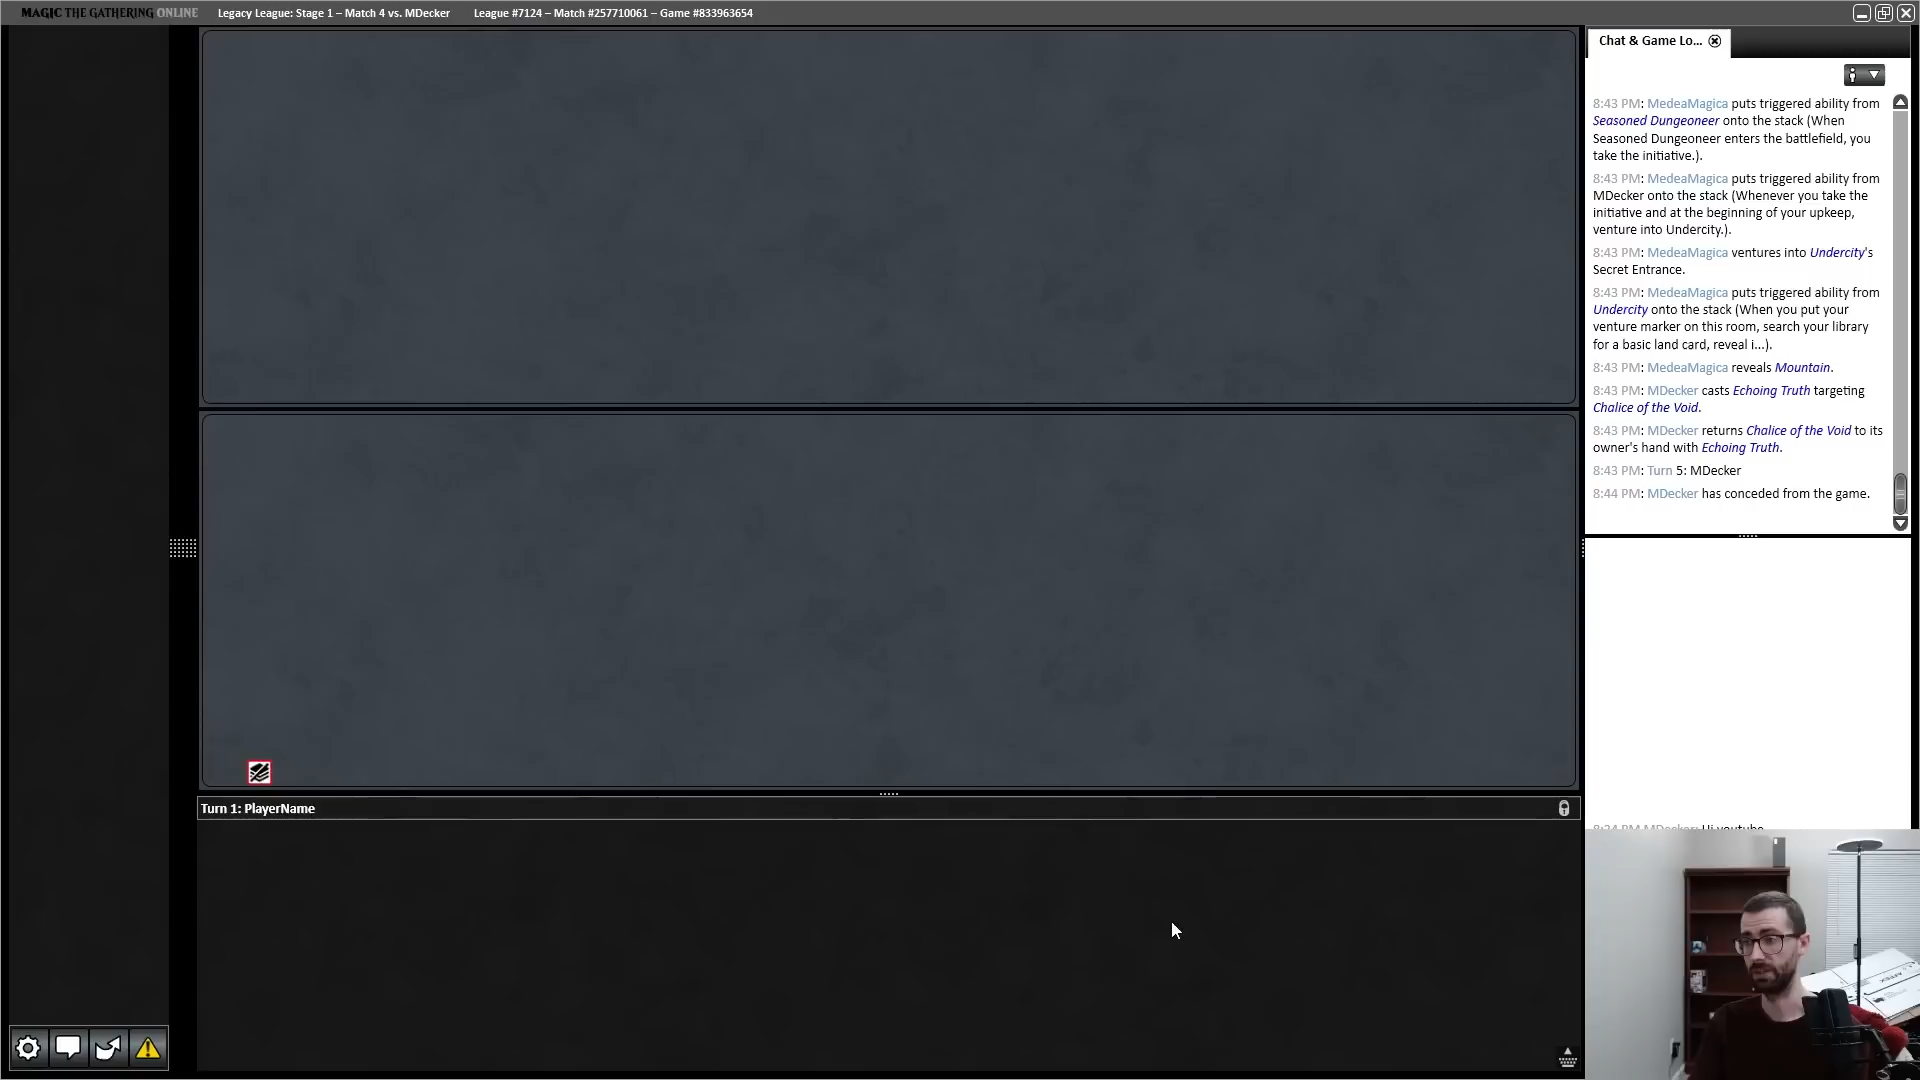 MAGIC THE GATHERING ONLINE
Legacy League: Stage 1 – Match 4 vs. MDecker
League #7124 – Match #257710061 – Game #833963654
Chat & Game Lo...
8:43 PM: MedeaMagica puts triggered ability from
Seasoned Dungeoneer onto the stack (When
Seasoned Dungeoneer enters the battlefield, you
take the initiative.).
8:43 PM: MedeaMagica puts triggered ability from
MDecker onto the stack (Whenever you take the
initiative and at the beginning of your upkeep,
venture into Undercity.).
8:43 PM: MedeaMagica ventures into Undercity's
Secret Entrance.
8:43 PM: MedeaMagica puts triggered ability from
Undercity onto the stack (When you put your
venture marker on this room, search your library
for a basic land card, reveal i...).
8:43 PM: MedeaMagica reveals Mountain.
8:43 PM: MDecker casts Echoing Truth targeting
Chalice of the Void.
8:43 PM: MDecker returns Chalice of the Void to its
owner's hand with Echoing Truth.
8:43 PM: Turn 5: MDecker
8:44 PM: MDecker has conceded from the game.
8:34 PM MDecker: Hi youtube
Turn 1: PlayerName